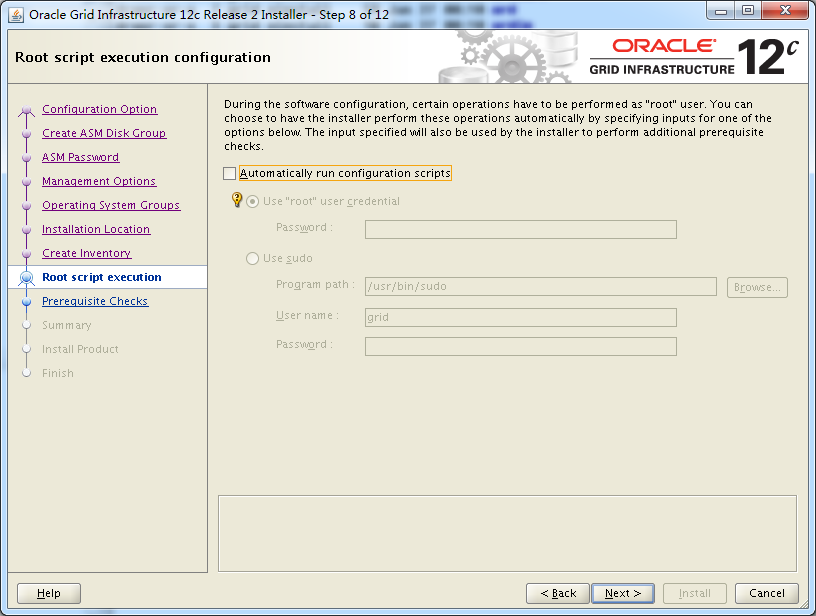 Oracle Grid Infrastructure 12c Release 2 Installer - Step 8 of 12
Root script execution configuration
ORACLE
GRID INFRASTRUCTURE
12c
Configuration Option
Create ASM Disk Group
ASM Password
Management Options
Operating System Groups
Installation Location
Create Inventory
Root script execution
Prerequisite Checks
Summary
Install Product
Finish
During the software configuration, certain operations have to be performed as "root" user. You can
choose to have the installer perform these operations automatically by specifying inputs for one of the
options below. The input specified will also be used by the installer to perform additional prerequisite
checks.
Automatically run configuration scripts
Use "root" user credential
Password :
Use sudo
Program path : /usr/bin/sudo Browse...
User name : grid
Password :
Help
< Back Next > Install Cancel